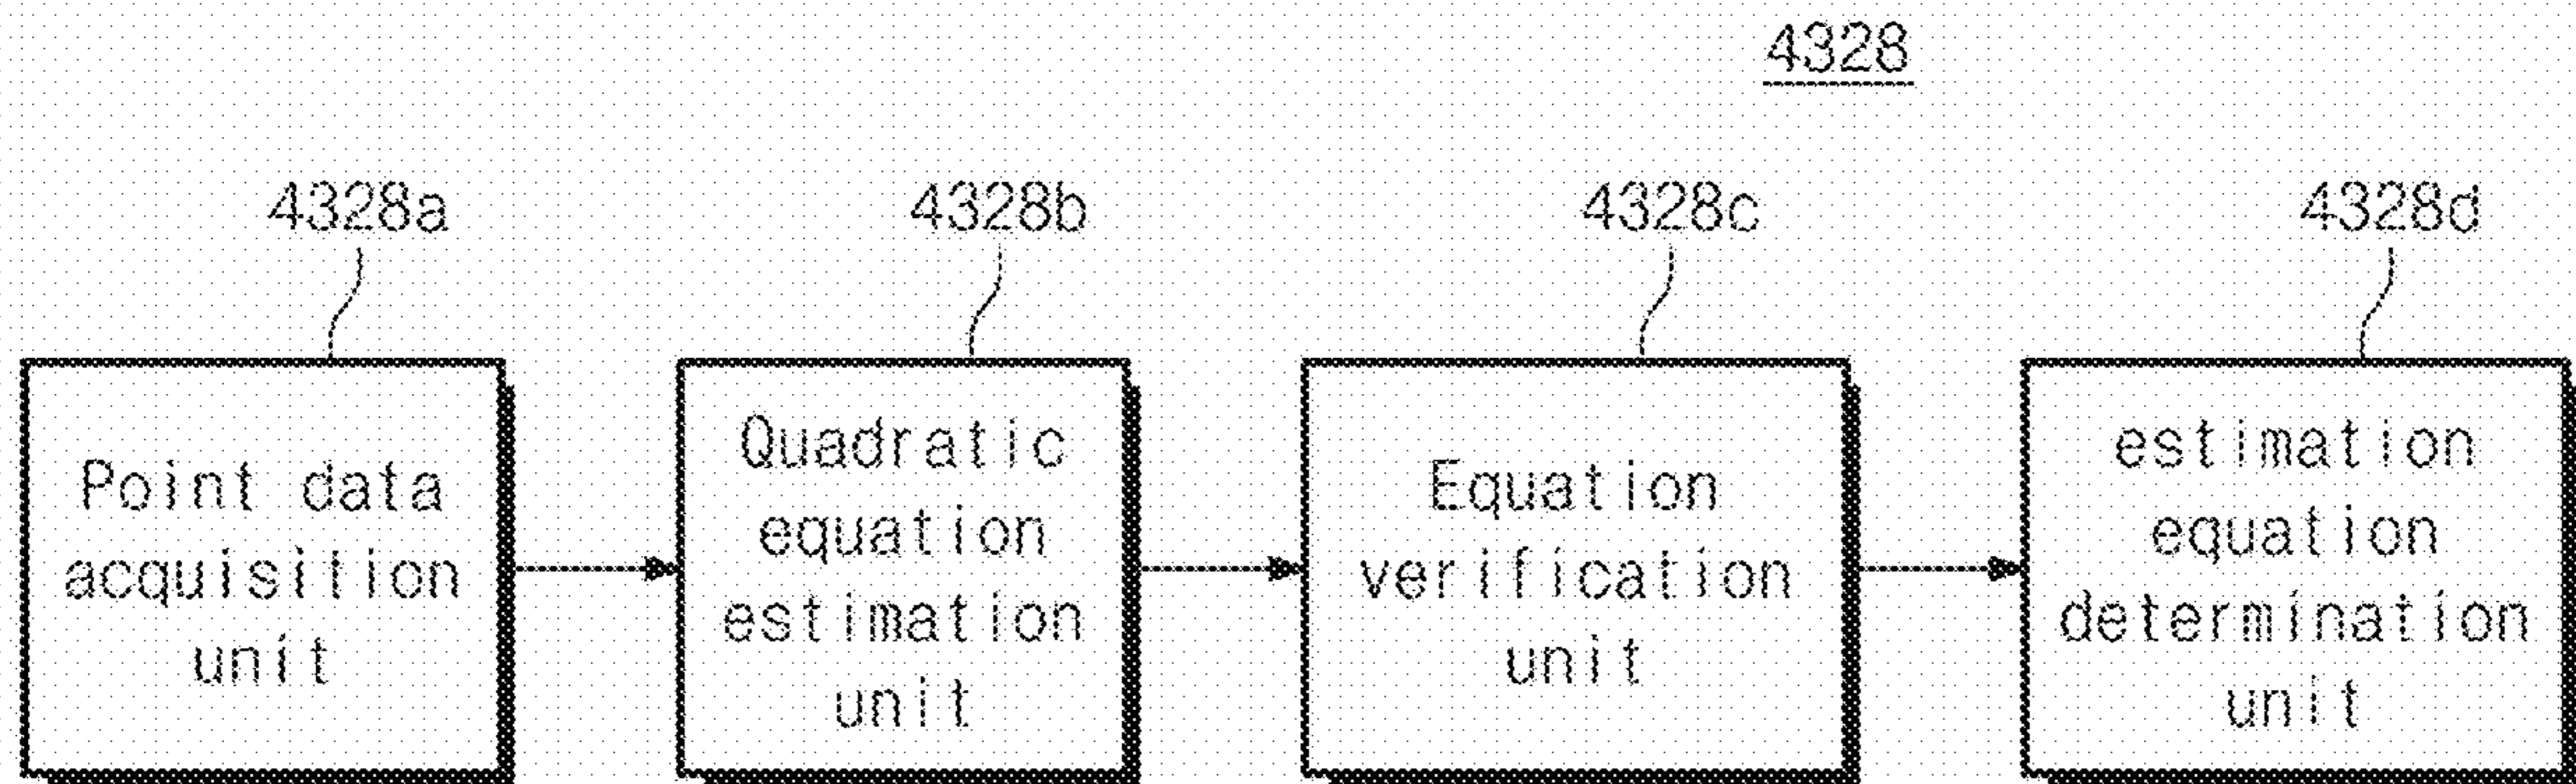 4328
4328a
4328b
4328c
4328d
Point data
acquisition
unit
Quadratic
equation
estimation
unit
Equation
verification
unit
estimation
equation
determination
unit